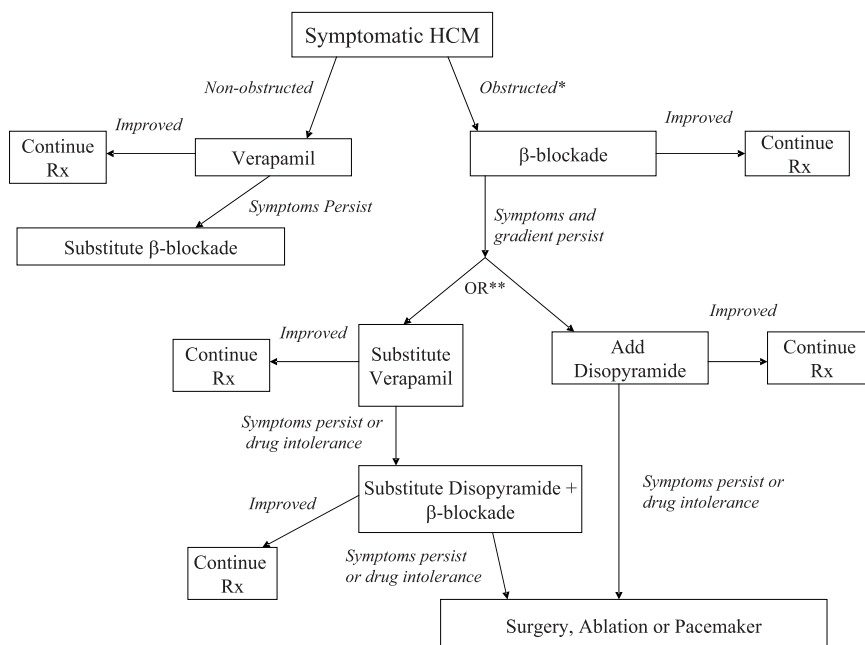 Symptomatic HCM
Non-obstructed
Obstructed*
Improved
Improved
Continue
Rx
Verapamil
β-blockade
Continue
Rx
Symptoms Persist
Symptoms and
gradient persist
Substitute β-blockade
OR**
Improved
Improved
Continue
Rx
Substitute
Verapamil
Add
Disopyramide
Continue
Rx
Symptoms persist or
drug intolerance
Symptoms persist or
drug intolerance
Improved
Substitute Disopyramide +
β-blockade
Continue
Rx
Symptoms persist
or drug intolerance
Surgery, Ablation or Pacemaker